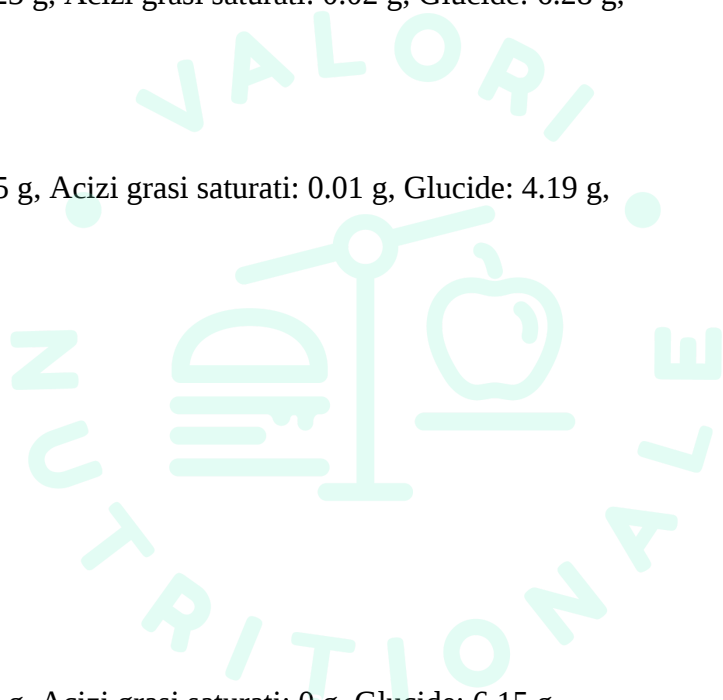 g, Acizi grasi saturati: 0.02 g, Glucide: 6.28 g,
VALORI
5 g, Acizi grasi saturati: 0.01 g, Glucide: 4.19 g,
NUTRITIONALE
g, Acizi grasi saturati: 0 g, Glucide: 6.15 g,